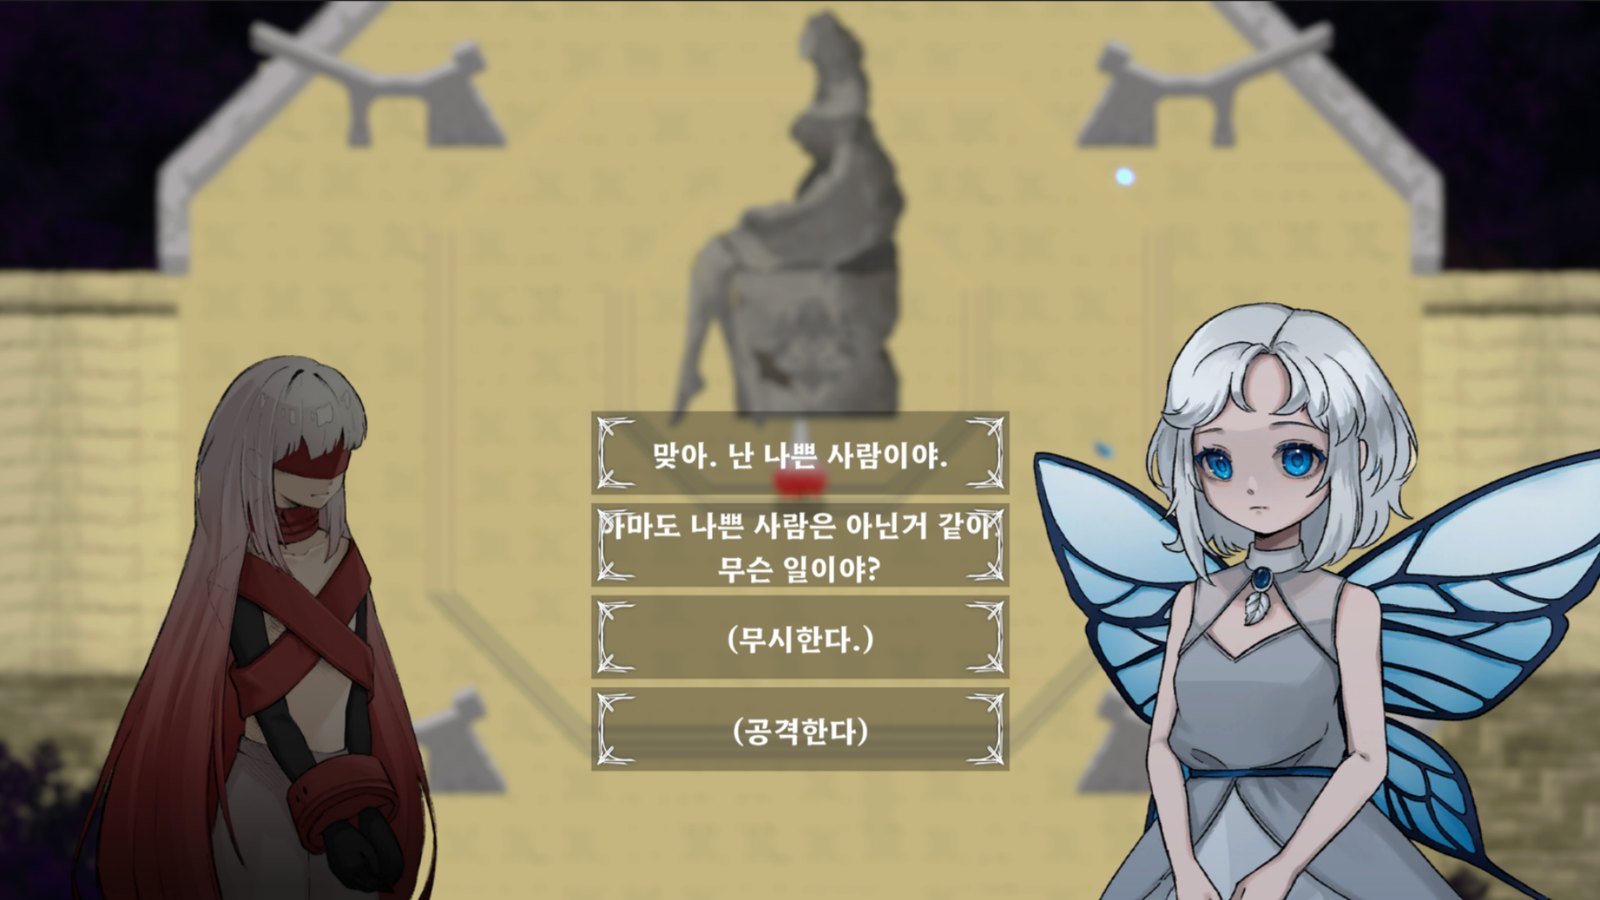 맞아. 난 나쁜 사람이야.
아마도 나쁜 사람은 아닌거 같아.
무슨 일이야?
(무시한다.)
(공격한다)